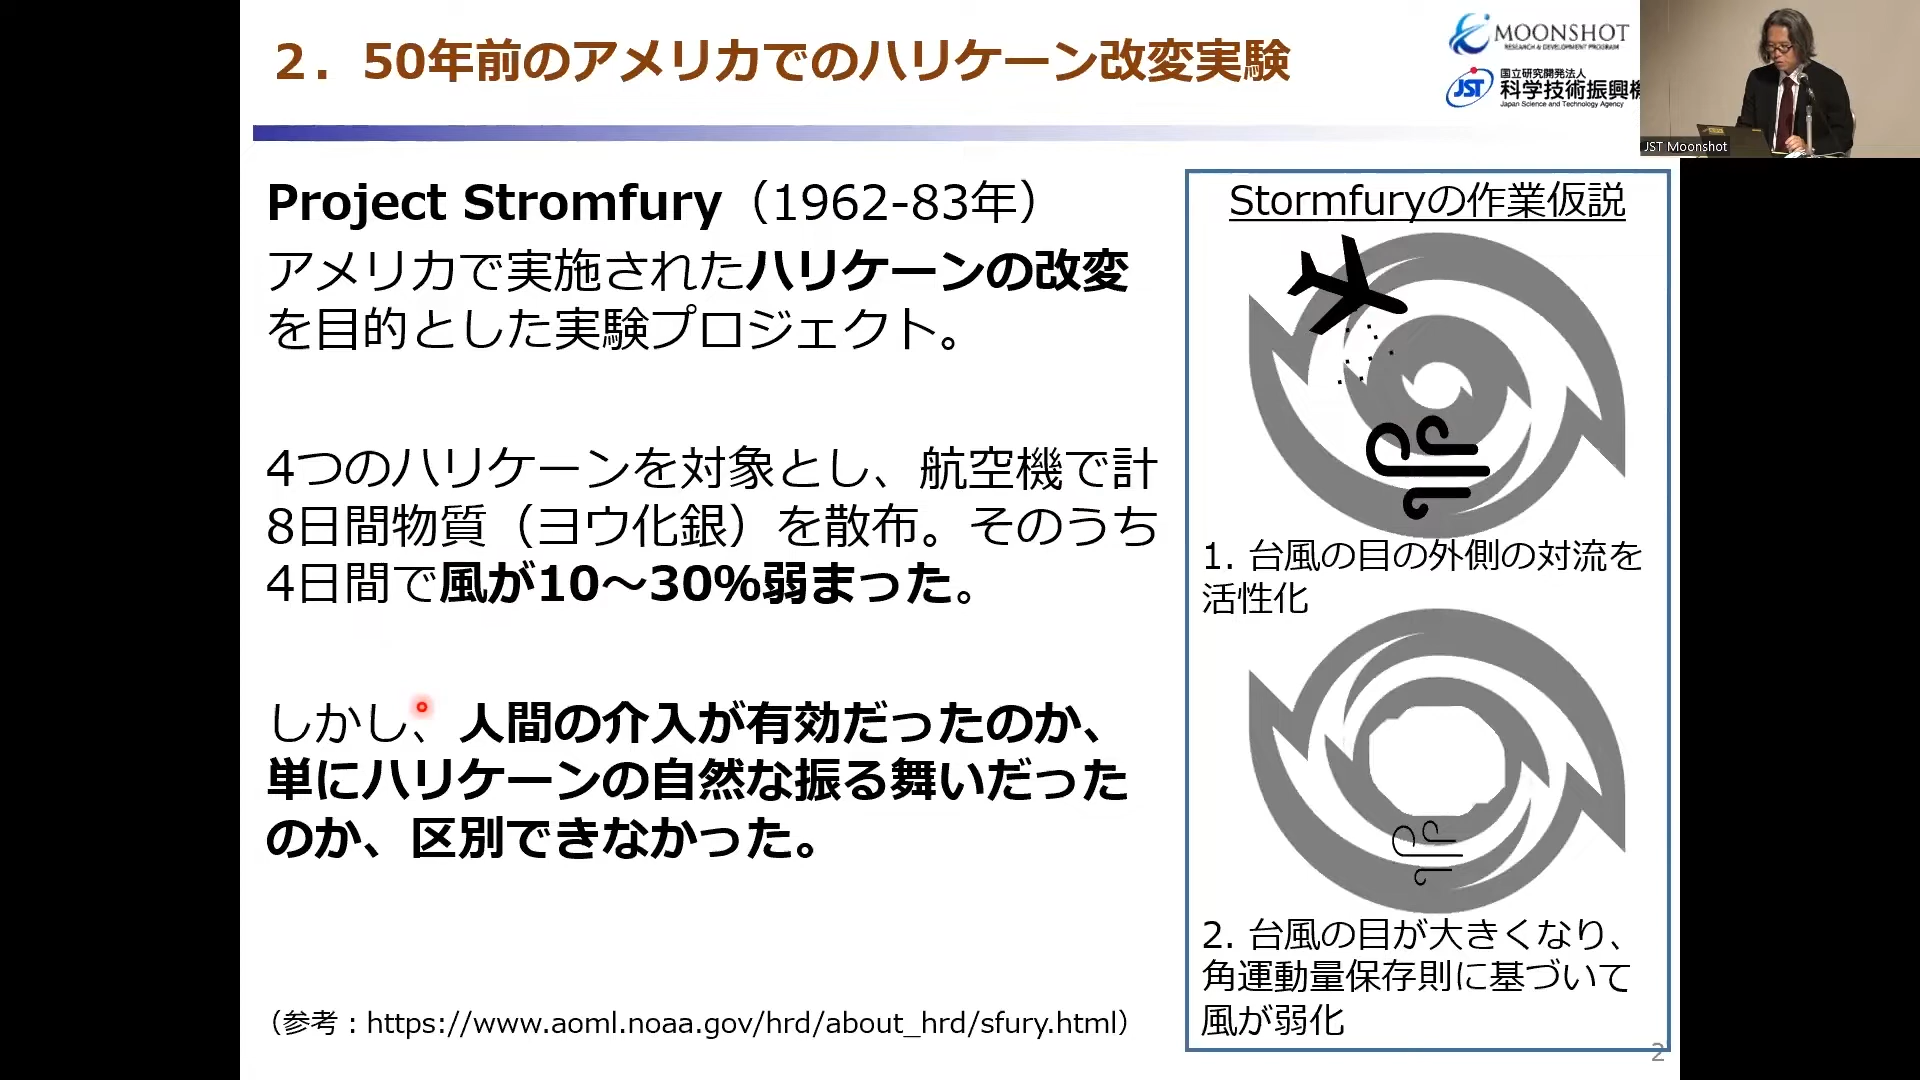 2．50年前のアメリカでのハリケーン改変実験
MOONSHOT
RESEARCH & DEVELOPMENT PROGRAM
JST
国立研究開発法人
科学技術振興機
Japan Science and Technology Agency
JST Moonshot
Project Stromfury（1962-83年）
アメリカで実施されたハリケーンの改変
を目的とした実験プロジェクト。
4つのハリケーンを対象とし、航空機で計
8日間物質（ヨウ化銀）を散布。そのうち
4日間で風が10～30%弱まった。
しかし、人間の介入が有効だったのか、
単にハリケーンの自然な振る舞いだった
のか、区別できなかった。
（参考：https://www.aoml.noaa.gov/hrd/about_hrd/sfury.html）
Stormfuryの作業仮説
1. 台風の目の外側の対流を
活性化
2. 台風の目が大きくなり、
角運動量保存則に基づいて
風が弱化
2